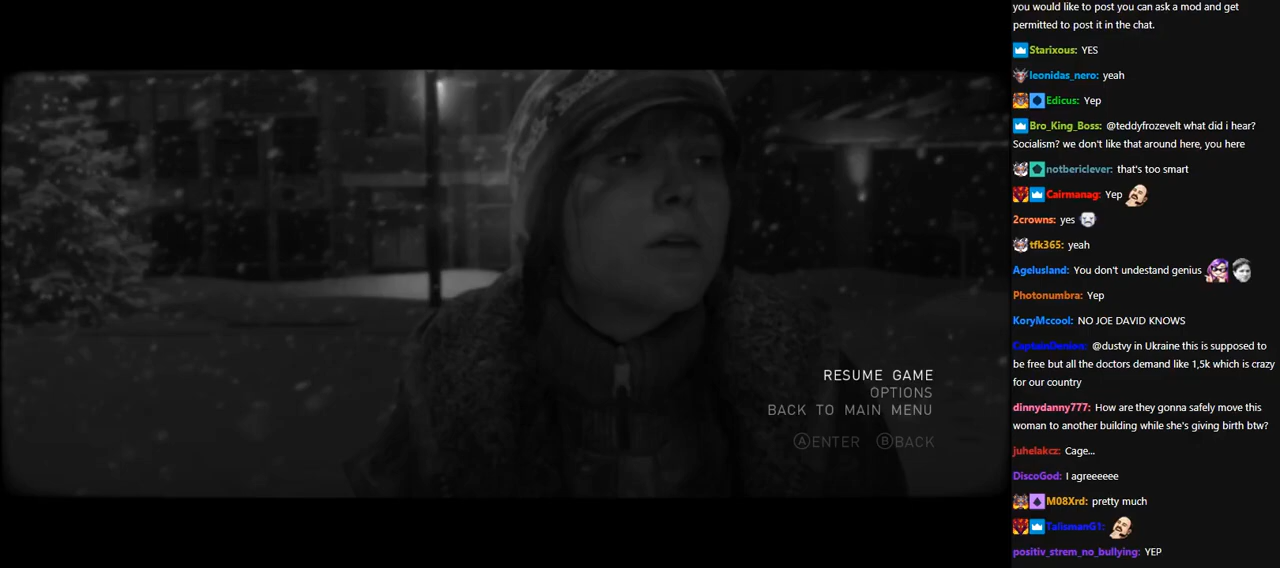 RESUME GAME
OPTIONS
BACK TO MAIN MENU
A ENTER B BACK
you would like to post you can ask a mod and get
permitted to post it in the chat.
Starixous: YES
leonidas_nero: yeah
Edicus: Yep
Bro_King_Boss: @teddyfrozevelt what did i hear?
Socialism? we don't like that around here, you here
notbericlever: that's too smart
Cairmanag: Yep
2crowns: yes
tfk365: yeah
Agelusland: You don't undestand genius
Photonumbra: Yep
KoryMccool: NO JOE DAVID KNOWS
CaptainDenion: @dustvy in Ukraine this is supposed to
be free but all the doctors demand like 1,5k which is crazy
for our country
dinnydanny777: How are they gonna safely move this
woman to another building while she's giving birth btw?
juhelakcz: Cage...
DiscoGod: I agreeeeee
M08Xrd: pretty much
TalismanG1:
positiv_strem_no_bullying: YEP